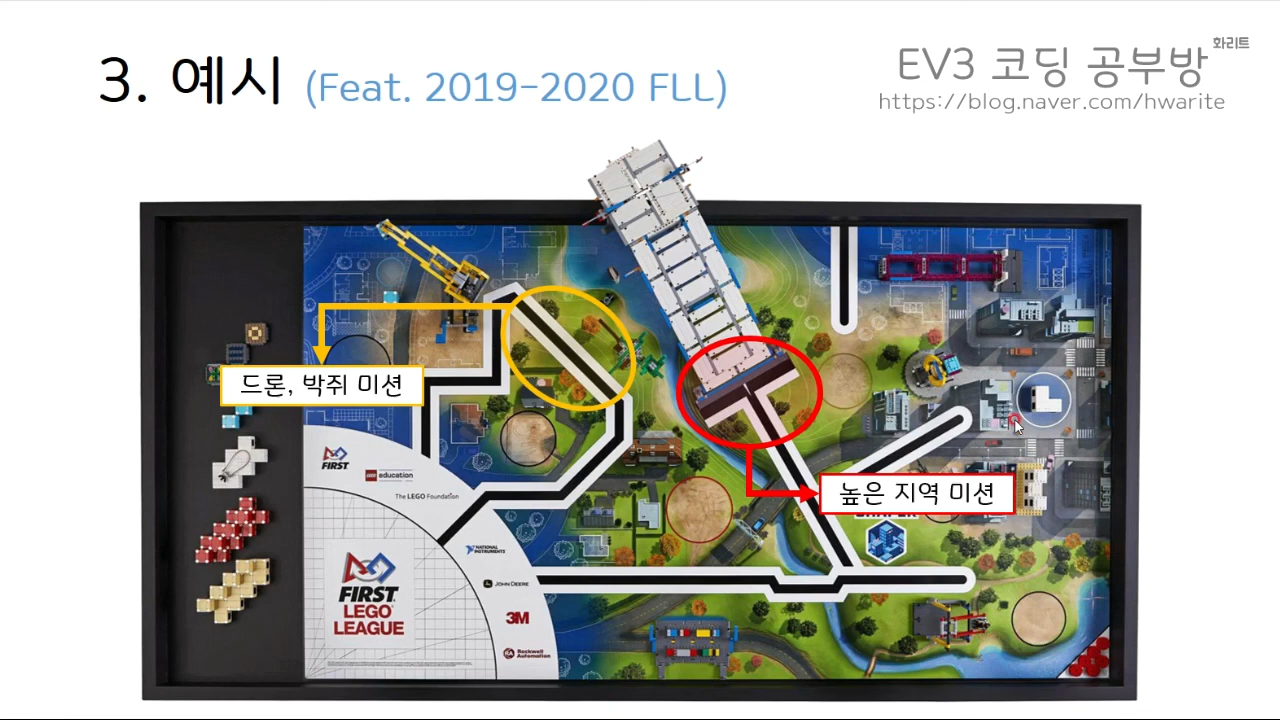 3. 예시 (Feat. 2019-2020 FLL)
화리트
EV3 코딩 공부방
https://blog.naver.com/hwarite
드론, 박쥐 미션
높은 지역 미션
FIRST
LEGO education
The LEGO Foundation
NATIONAL INSTRUMENTS
JOHN DEERE
3M
Rockwell Automation
FIRST
LEGO
LEAGUE